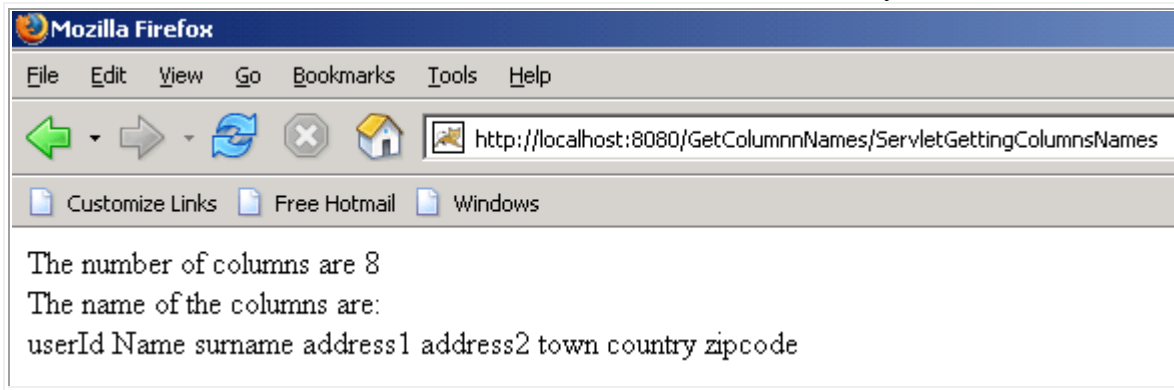 Mozilla Firefox
File Edit View Go Bookmarks Tools Help
http://localhost:8080/GetColumnnNames/ServletGettingColumnsNames
Customize Links Free Hotmail Windows
The number of columns are 8
The name of the columns are:
userId Name surname address1 address2 town country zipcode